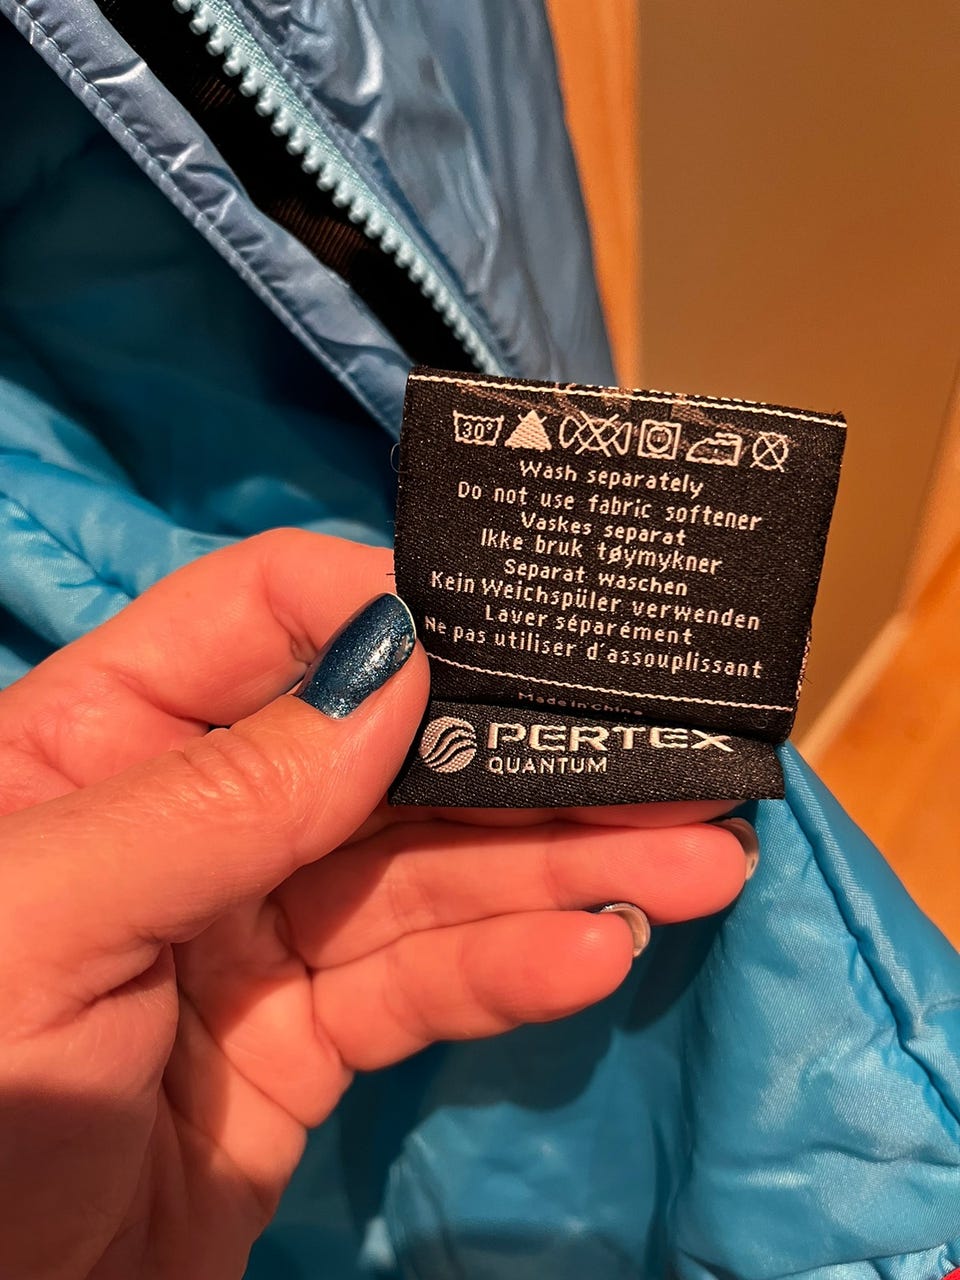 30°
Wash separately
Do not use fabric softener
Vaskes separat
Ikke bruk tøymykner
Separat waschen
Kein Weichspüler verwenden
Laver séparément
Ne pas utiliser d'assouplissant
Made in China
PERTEX
QUANTUM